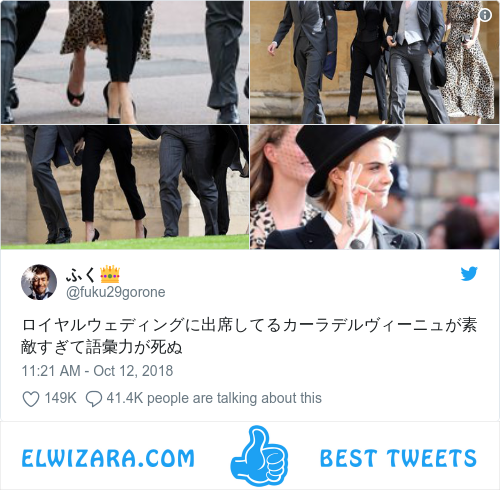 ふく👑
@fuku29gorone
ロイヤルウェディングに出席してるカーラデルヴィーニュが素
敵すぎて語彙力が死ぬ
11:21 AM - Oct 12, 2018
149K 41.4K people are talking about this
ELWIZARA.COM BEST TWEETS